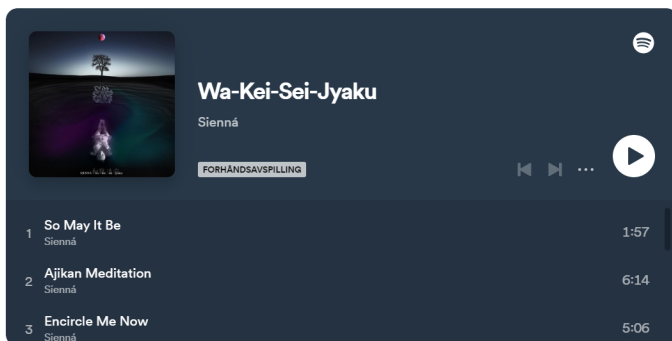 Wa-Kei-Sei-Jyaku
Sienná
FORHÅNDSAVSPILLING
1 So May It Be 1:57
Sienná
2 Ajikan Meditation 6:14
Sienná
3 Encircle Me Now 5:06
Sienná